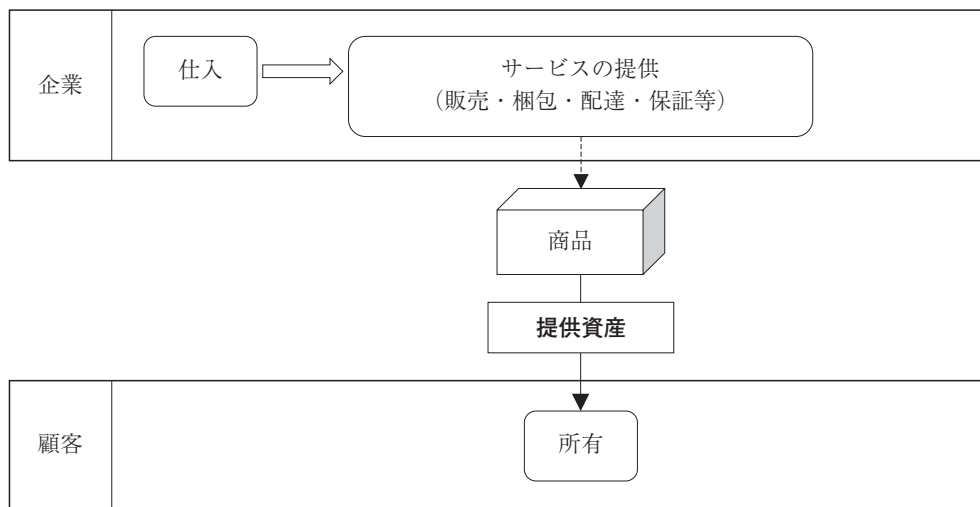 企業
仕入
サービスの提供
（販売・梱包・配達・保証等）
商品
提供資産
顧客
所有